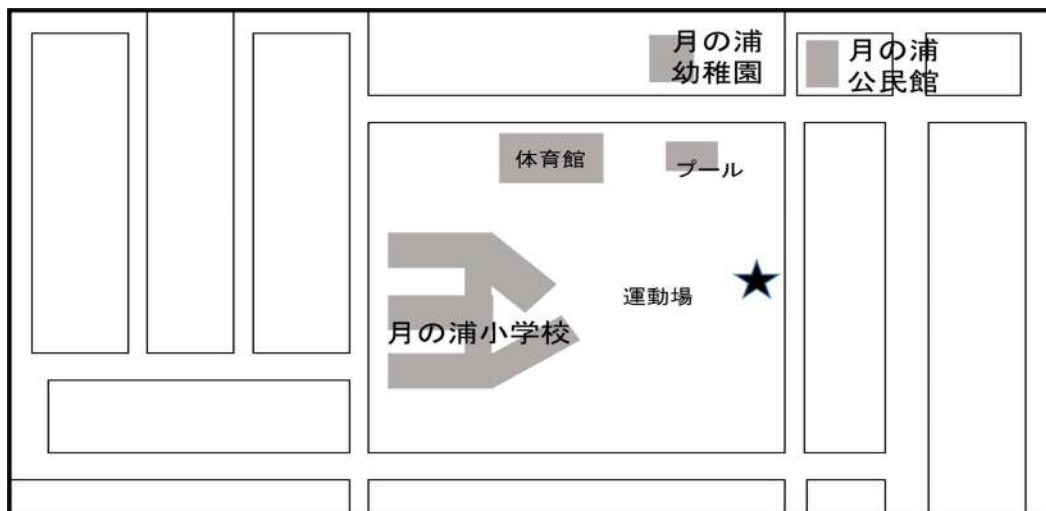 月の浦
幼稚園
月の浦
公民館
体育館
プール
運動場
月の浦小学校